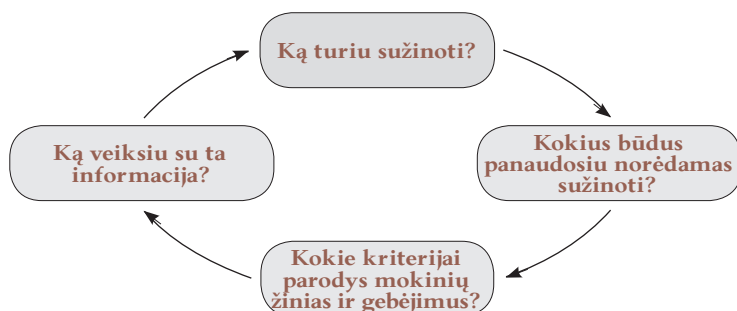 Ką turiu sužinoti?
Kokius būdus
panaudosiu norėdamas
sužinoti?
Kokie kriterijai
parodys mokinių
žinias ir gebėjimus?
Ką veiksiu su ta
informacija?